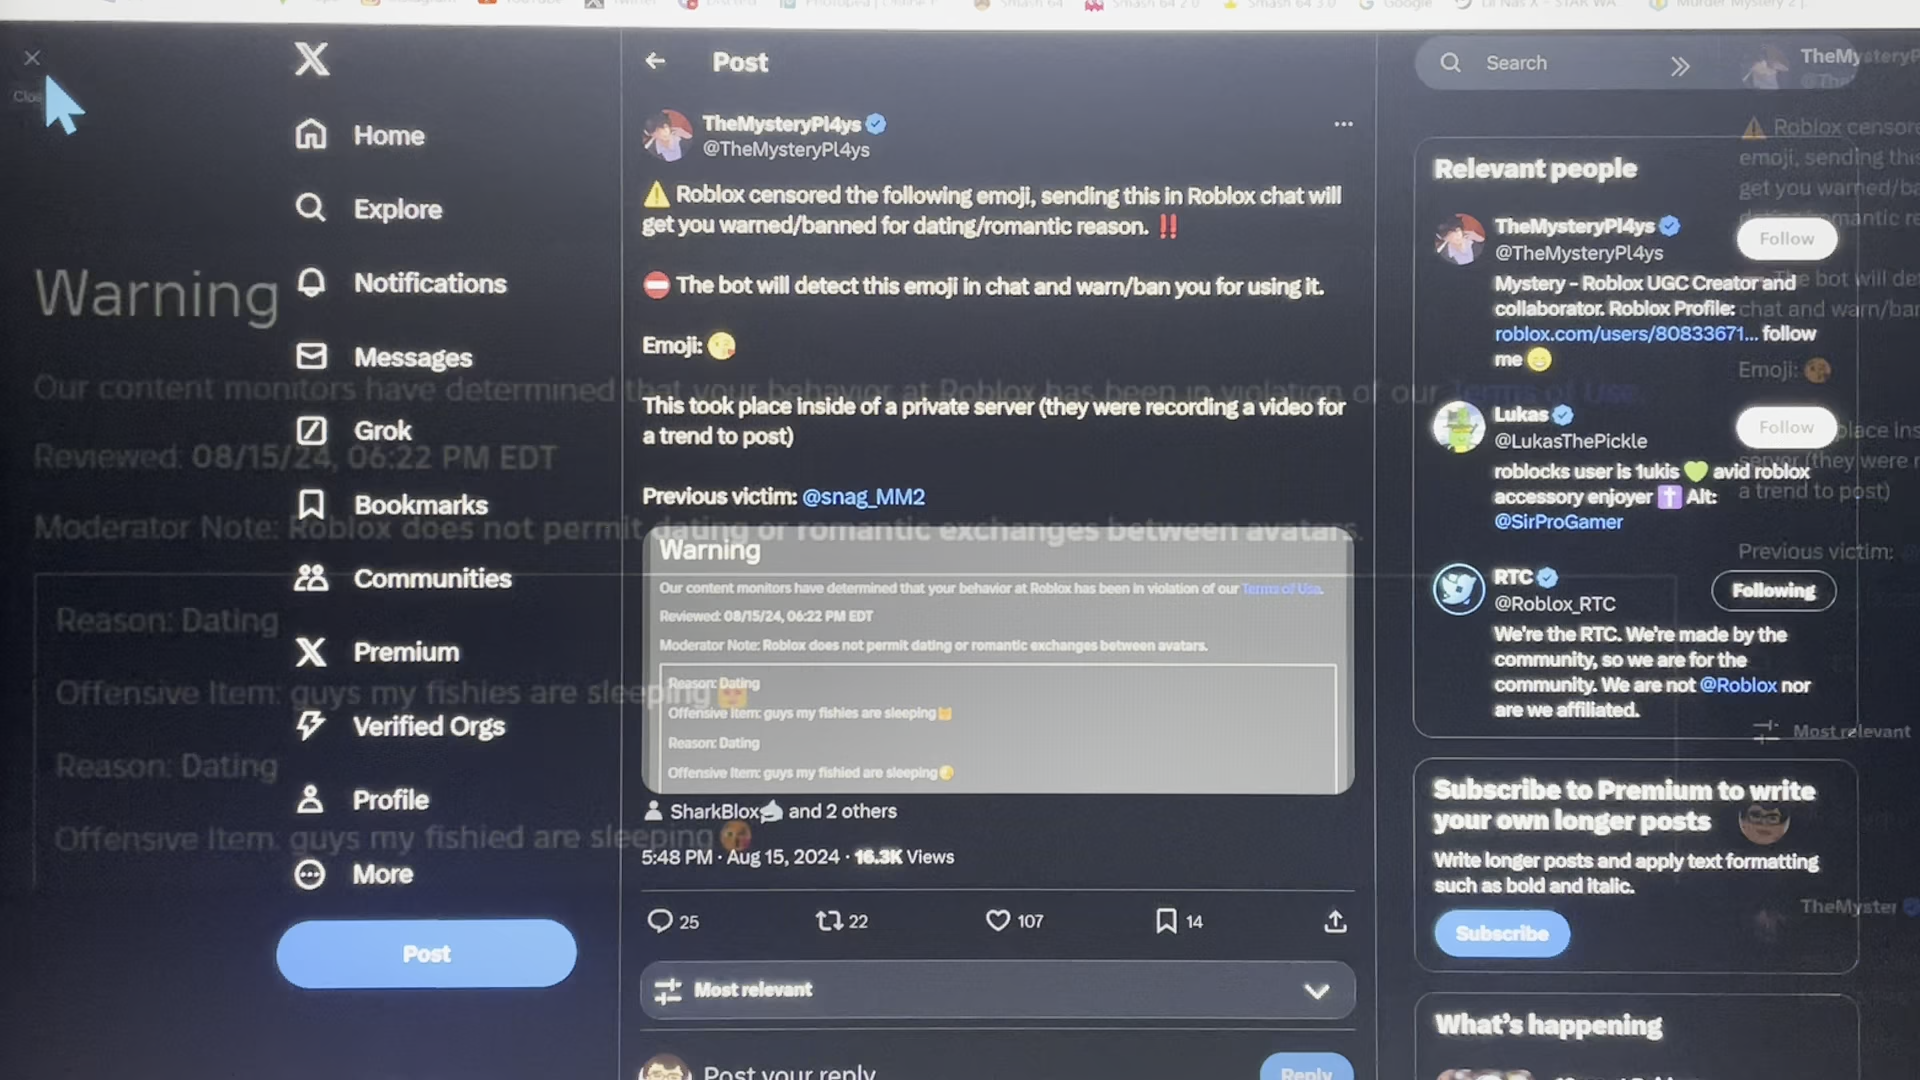 Post
Search
Home
Explore
Notifications
Messages
Grok
Bookmarks
Communities
Premium
Verified Orgs
Profile
More
Post
TheMysteryPl4ys
@TheMysteryPl4ys
⚠️ Roblox censored the following emoji, sending this in Roblox chat will
get you warned/banned for dating/romantic reason. ‼️
⛔ The bot will detect this emoji in chat and warn/ban you for using it.
Emoji: 😘
This took place inside of a private server (they were recording a video for
a trend to post)
Previous victim: @snag_MM2
Warning
Our content monitors have determined that your behavior at Roblox has been in violation of our Terms of Use.
Reviewed: 08/15/24, 06:22 PM EDT
Moderator Note: Roblox does not permit dating or romantic exchanges between avatars.
Reason: Dating
Offensive Item: guys my fishies are sleeping
Reason: Dating
Offensive Item: guys my fishied are sleeping
SharkBlox and 2 others
5:48 PM · Aug 15, 2024 · 16.3K Views
25
22
107
14
Most relevant
Post your reply
Reply
Relevant people
TheMysteryPl4ys
@TheMysteryPl4ys
Follow
Mystery - Roblox UGC Creator and
collaborator. Roblox Profile:
roblox.com/users/80833671... follow
me
Lukas
@LukasThePickle
Follow
roblocks user is 1ukis 💚 avid roblox
accessory enjoyer ✝️ Alt:
@SirProGamer
RTC
@Roblox_RTC
Following
We're the RTC. We're made by the
community, so we are for the
community. We are not @Roblox nor
are we affiliated.
Subscribe to Premium to write
your own longer posts
Write longer posts and apply text formatting
such as bold and italic.
Subscribe
What's happening
Warning
Our content monitors have determined that your behavior at Roblox has been in violation of our Terms of Use.
Reviewed: 08/15/24, 06:22 PM EDT
Moderator Note: Roblox does not permit dating or romantic exchanges between avatars.
Reason: Dating
Offensive Item: guys my fishies are sleeping
Reason: Dating
Offensive Item: guys my fishied are sleeping
Emoji:
a trend to post)
Previous victim:
Most relevant